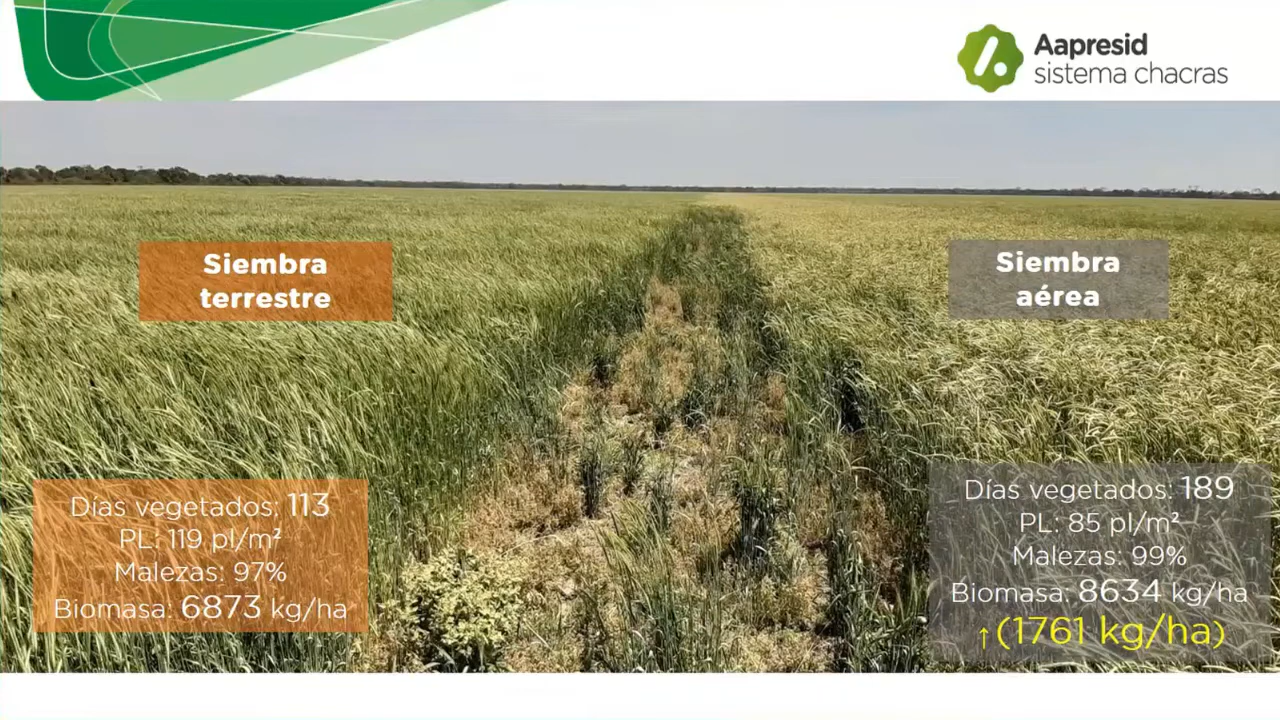 Aapresid
sistema chacras
Siembra
terrestre
Siembra
aérea
Días vegetados: 113
PL: 119 pl/m²
Malezas: 97%
Biomasa: 6873 kg/ha
Días vegetados: 189
PL: 85 pl/m²
Malezas: 99%
Biomasa: 8634 kg/ha
↑(1761 kg/ha)